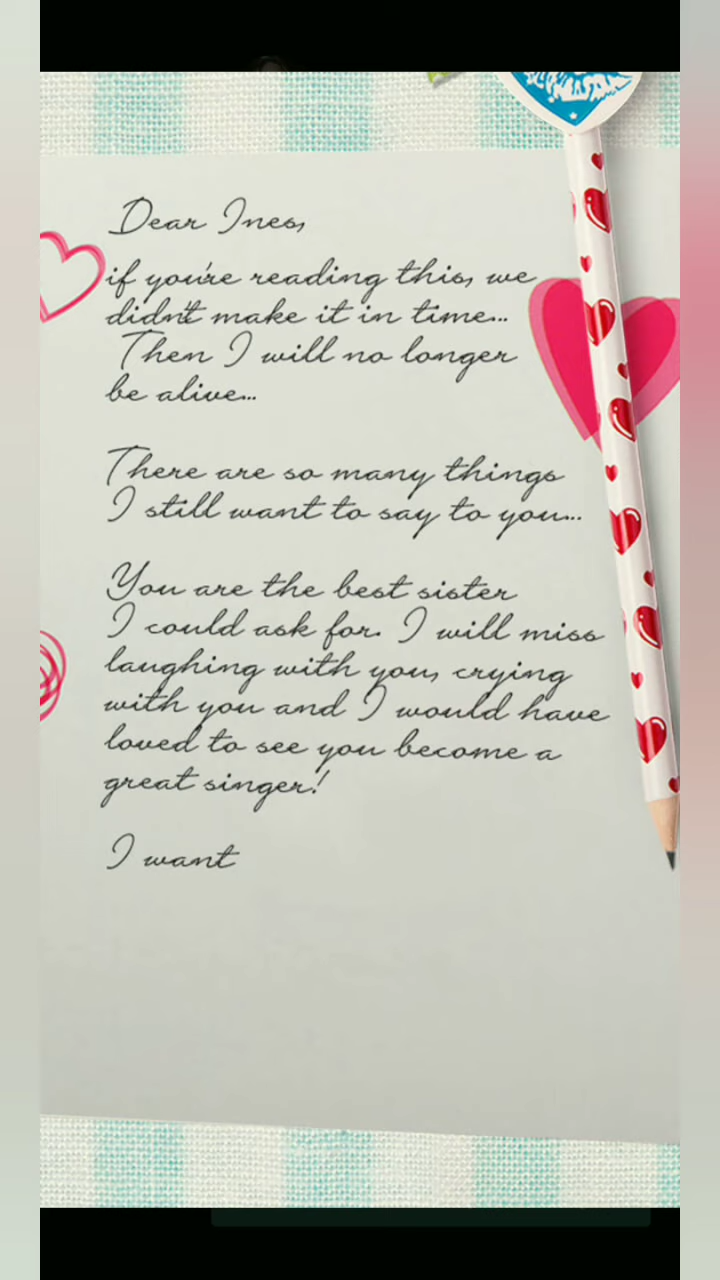 Dear Ines,
if you're reading this, we
didn't make it in time...
Then I will no longer
be alive...
There are so many things
I still want to say to you...
You are the best sister
I could ask for. I will miss
laughing with you, crying
with you and I would have
loved to see you become a
great singer!
I want